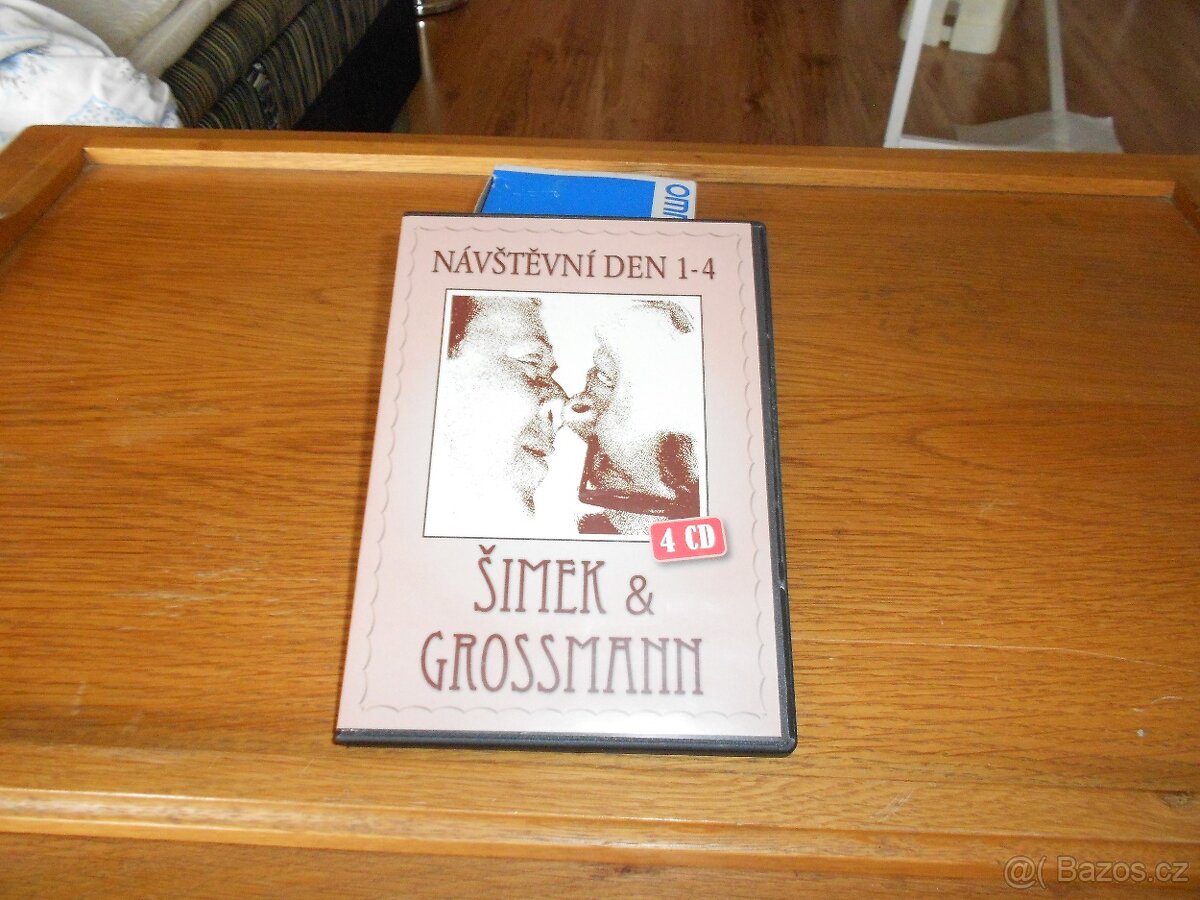 NÁVŠTĚVNÍ DEN 1-4
4 CD
ŠIMEK &
GROSSMANN
@( Bazos.cz